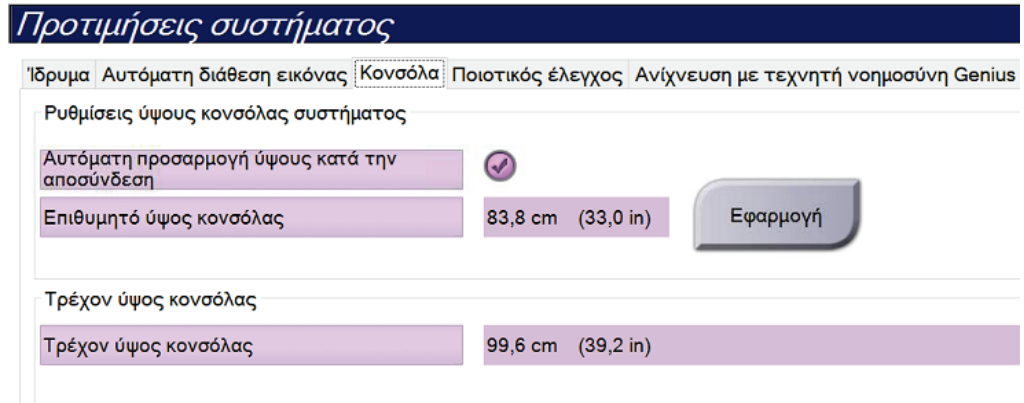 Προτιμήσεις συστήματος
Ίδρυμα Αυτόματη διάθεση εικόνας Κονσόλα Ποιοτικός έλεγχος Ανίχνευση με τεχνητή νοημοσύνη Genius
Ρυθμίσεις ύψους κονσόλας συστήματος
Αυτόματη προσαρμογή ύψους κατά την
αποσύνδεση
Επιθυμητό ύψος κονσόλας 83,8 cm (33,0 in) Εφαρμογή
Τρέχον ύψος κονσόλας
Τρέχον ύψος κονσόλας 99,6 cm (39,2 in)